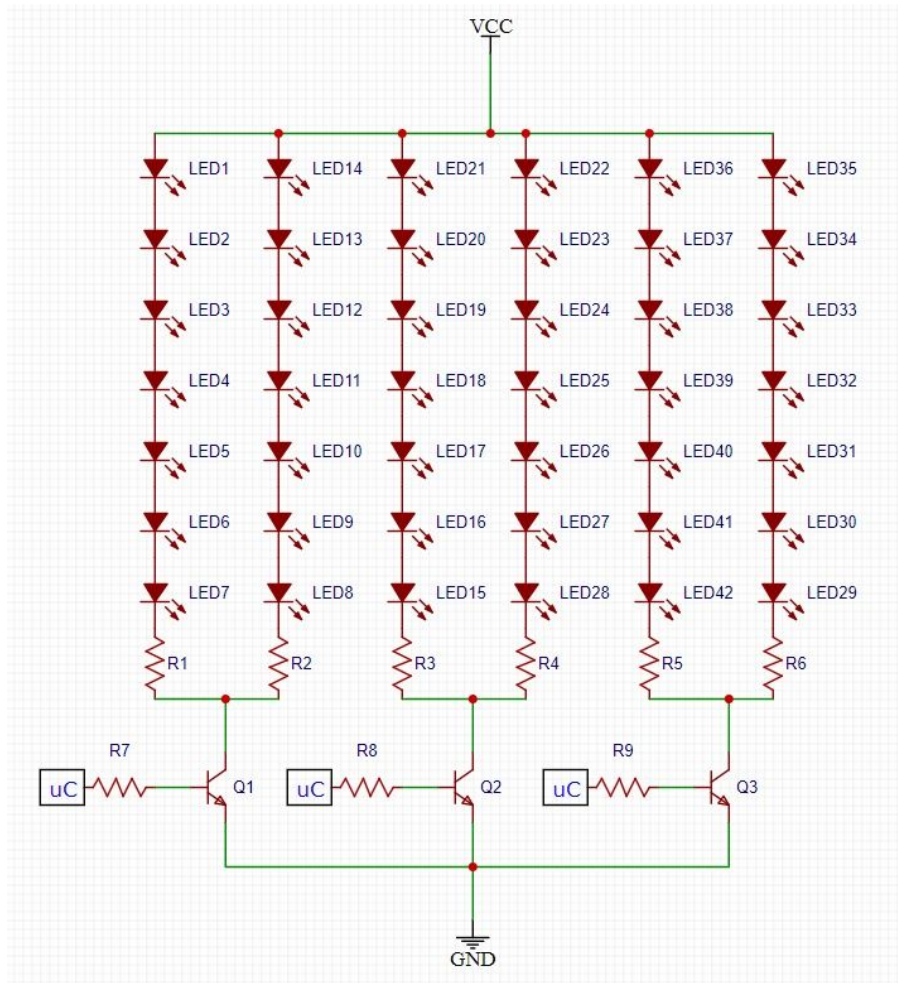 VCC
LED1 LED14 LED21 LED22 LED36 LED35
LED2 LED13 LED20 LED23 LED37 LED34
LED3 LED12 LED19 LED24 LED38 LED33
LED4 LED11 LED18 LED25 LED39 LED32
LED5 LED10 LED17 LED26 LED40 LED31
LED6 LED9 LED16 LED27 LED41 LED30
LED7 LED8 LED15 LED28 LED42 LED29
R1 R2 R3 R4 R5 R6
R7 R8 R9
uC Q1 uC Q2 uC Q3
GND